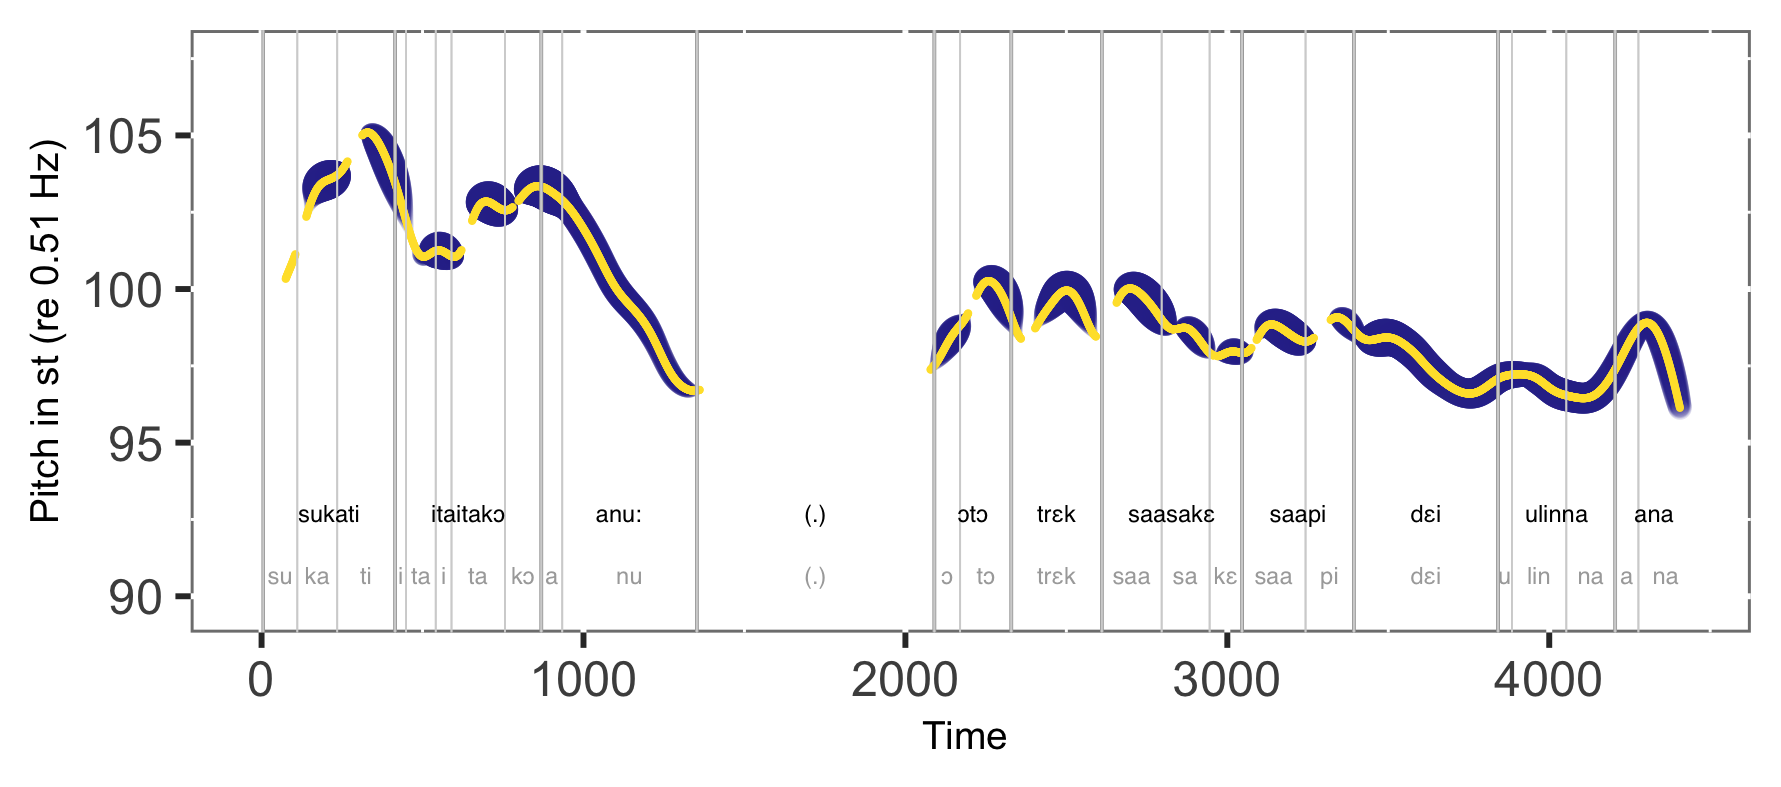 Pitch in st (re 0.51 Hz)
105
100
95
90
sukati itaitakɔ anu: (.) ɔtɔ trɛk saasakɛ saapi dɛi ulinna ana
su ka ti i ta i ta kɔ a nu (.) ɔ tɔ trɛk saa sa kɛ saa pi dɛi u lin na a na
0 1000 2000 3000 4000
Time